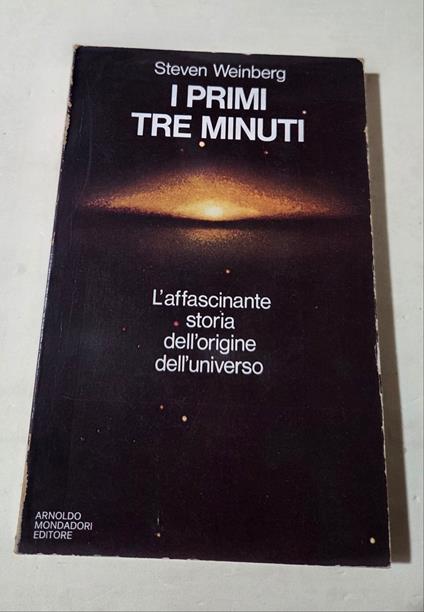 Steven Weinberg
I PRIMI
TRE MINUTI
L'affascinante
storia
dell'origine
dell'universo
ARNOLDO
MONDADORI
EDITORE